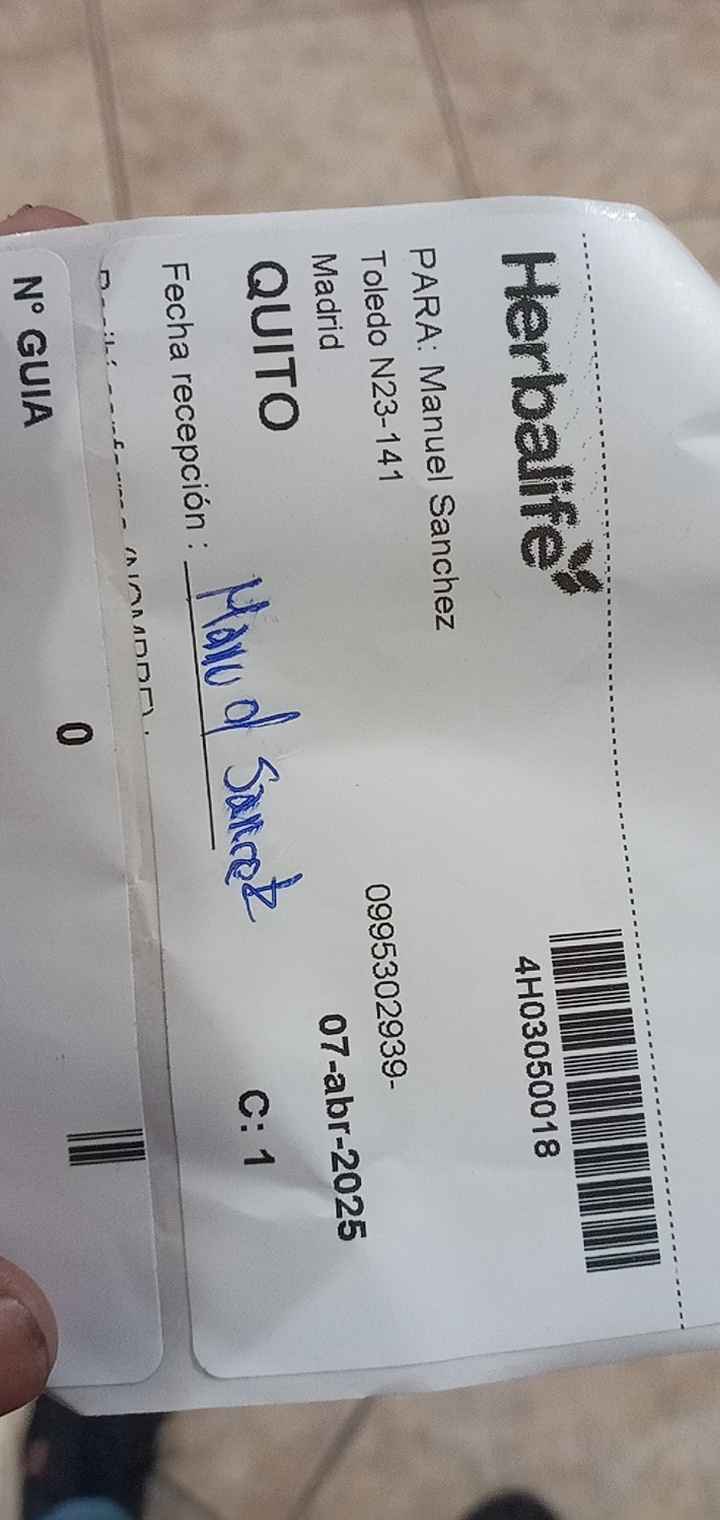 Herbalife
4H03050018
PARA: Manuel Sanchez
Toledo N23-141
0995302939-
Madrid
07-abr-2025
QUITO
C: 1
Fecha recepción : Manuel Sanchez
(NOMBRE) :
0
N° GUIA